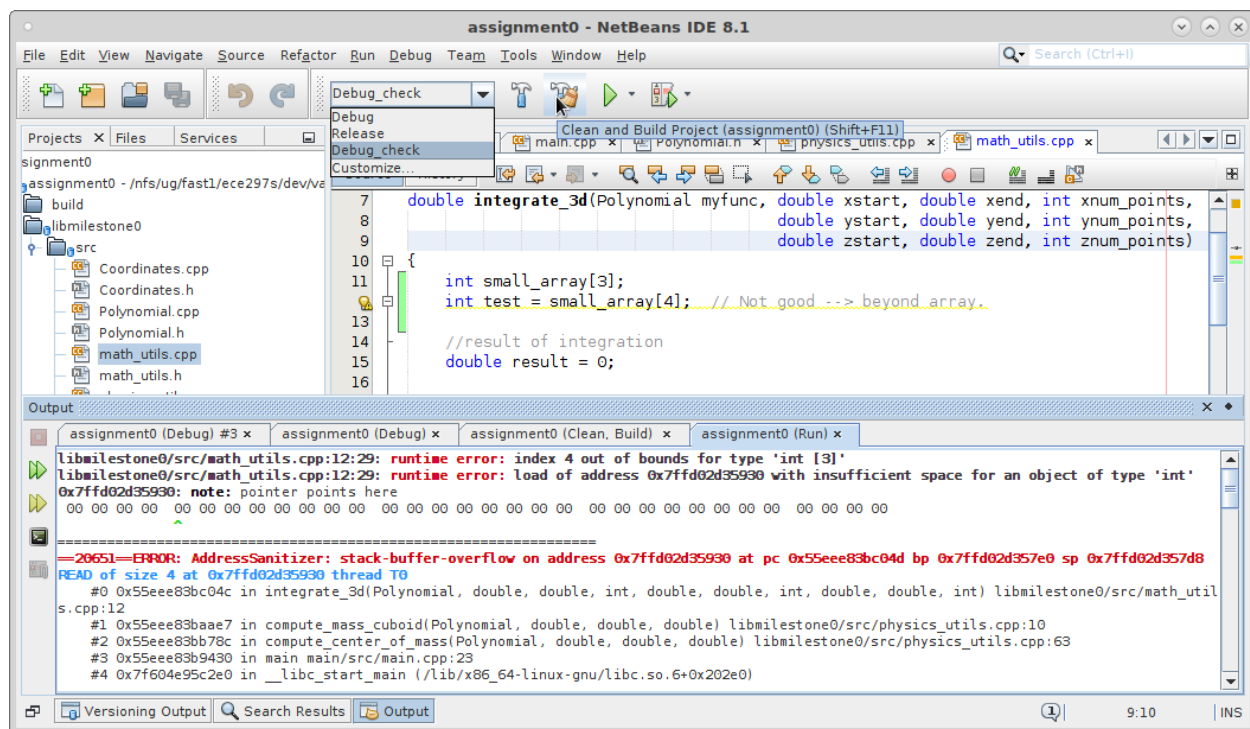 assignment0 - NetBeans IDE 8.1
File Edit View Navigate Source Refactor Run Debug Team Tools Window Help
Search (Ctrl+I)
Debug_check
Debug
Release
Debug_check
Customize...
Clean and Build Project (assignment0) (Shift+F11)
Projects Files Services
main.cpp Polynomial.h physics_utils.cpp math_utils.cpp
signment0
assignment0 - /nfs/ug/fast1/ece297s/dev/va
build
libmilestone0
src
Coordinates.cpp
Coordinates.h
Polynomial.cpp
Polynomial.h
math_utils.cpp
math_utils.h
7 double integrate_3d(Polynomial myfunc, double xstart, double xend, int xnum_points,
8 double ystart, double yend, int ynum_points,
9 double zstart, double zend, int znum_points)
10 {
11 int small_array[3];
int test = small_array[4]; // Not good --> beyond array.
13
14 //result of integration
15 double result = 0;
16
Output
assignment0 (Debug) #3 assignment0 (Debug) assignment0 (Clean, Build) assignment0 (Run)
libmilestone0/src/math_utils.cpp:12:29: runtime error: index 4 out of bounds for type 'int [3]'
libmilestone0/src/math_utils.cpp:12:29: runtime error: load of address 0x7ffd02d35930 with insufficient space for an object of type 'int'
0x7ffd02d35930: note: pointer points here
00 00 00 00 00 00 00 00 00 00 00 00 00 00 00 00 00 00 00 00 00 00 00 00 00 00 00 00 00 00 00 00
^
=================================================================
==20651==ERROR: AddressSanitizer: stack-buffer-overflow on address 0x7ffd02d35930 at pc 0x55eee83bc04d bp 0x7ffd02d357e0 sp 0x7ffd02d357d8
READ of size 4 at 0x7ffd02d35930 thread T0
#0 0x55eee83bc04c in integrate_3d(Polynomial, double, double, int, double, double, int, double, double, int) libmilestone0/src/math_util
s.cpp:12
#1 0x55eee83baae7 in compute_mass_cuboid(Polynomial, double, double, double) libmilestone0/src/physics_utils.cpp:10
#2 0x55eee83bb78c in compute_center_of_mass(Polynomial, double, double, double) libmilestone0/src/physics_utils.cpp:63
#3 0x55eee83b9430 in main main/src/main.cpp:23
#4 0x7f604e95c2e0 in __libc_start_main (/lib/x86_64-linux-gnu/libc.so.6+0x202e0)
Versioning Output Search Results Output
1 9:10 INS